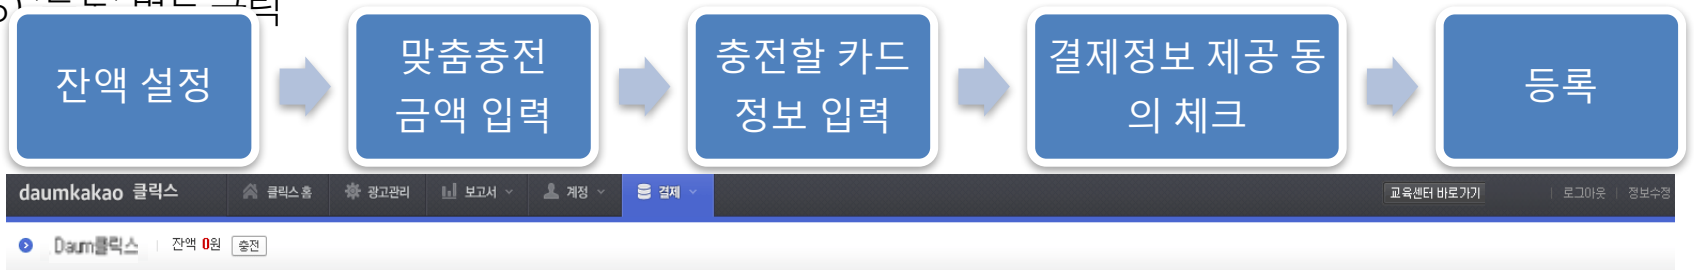 잔액 설정
맞춤충전
금액 입력
충전할 카드
정보 입력
결제정보 제공 동
의 체크
등록
daumkakao 클릭스 클릭스 홈 광고관리 보고서 계정 결제 교육센터 바로가기 로그아웃 정보수정
Daum클릭스 잔액 0원 충전